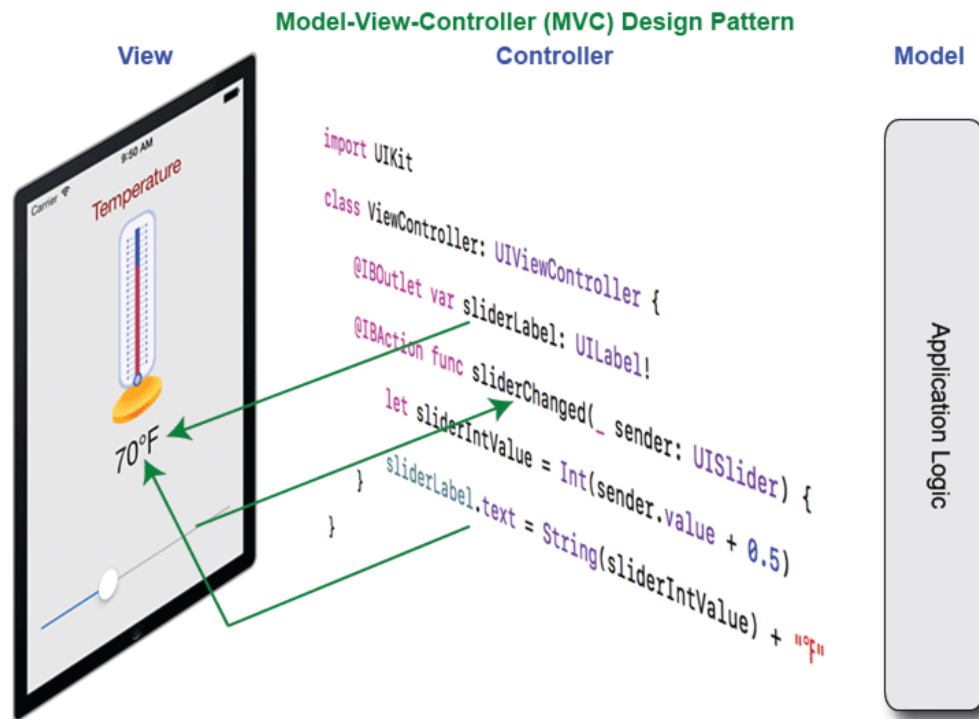 Model-View-Controller (MVC) Design Pattern
View
Controller
Model
Carrier
9:50 AM
Temperature
70°F
import UIKit
class ViewController: UIViewController {
@IBOutlet var sliderLabel: UILabel!
@IBAction func sliderChanged(_ sender: UISlider) {
let sliderIntValue = Int(sender.value + 0.5)
sliderLabel.text = String(sliderIntValue) + "°F"
}
}
Application Logic